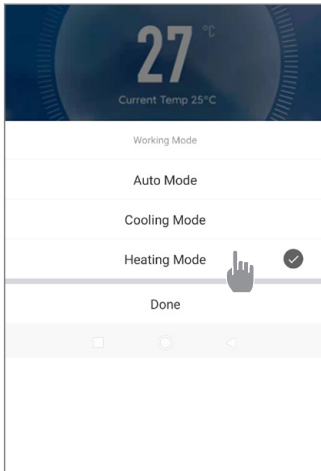 27 °C
Current Temp 25°C
Working Mode
Auto Mode
Cooling Mode
Heating Mode
Done